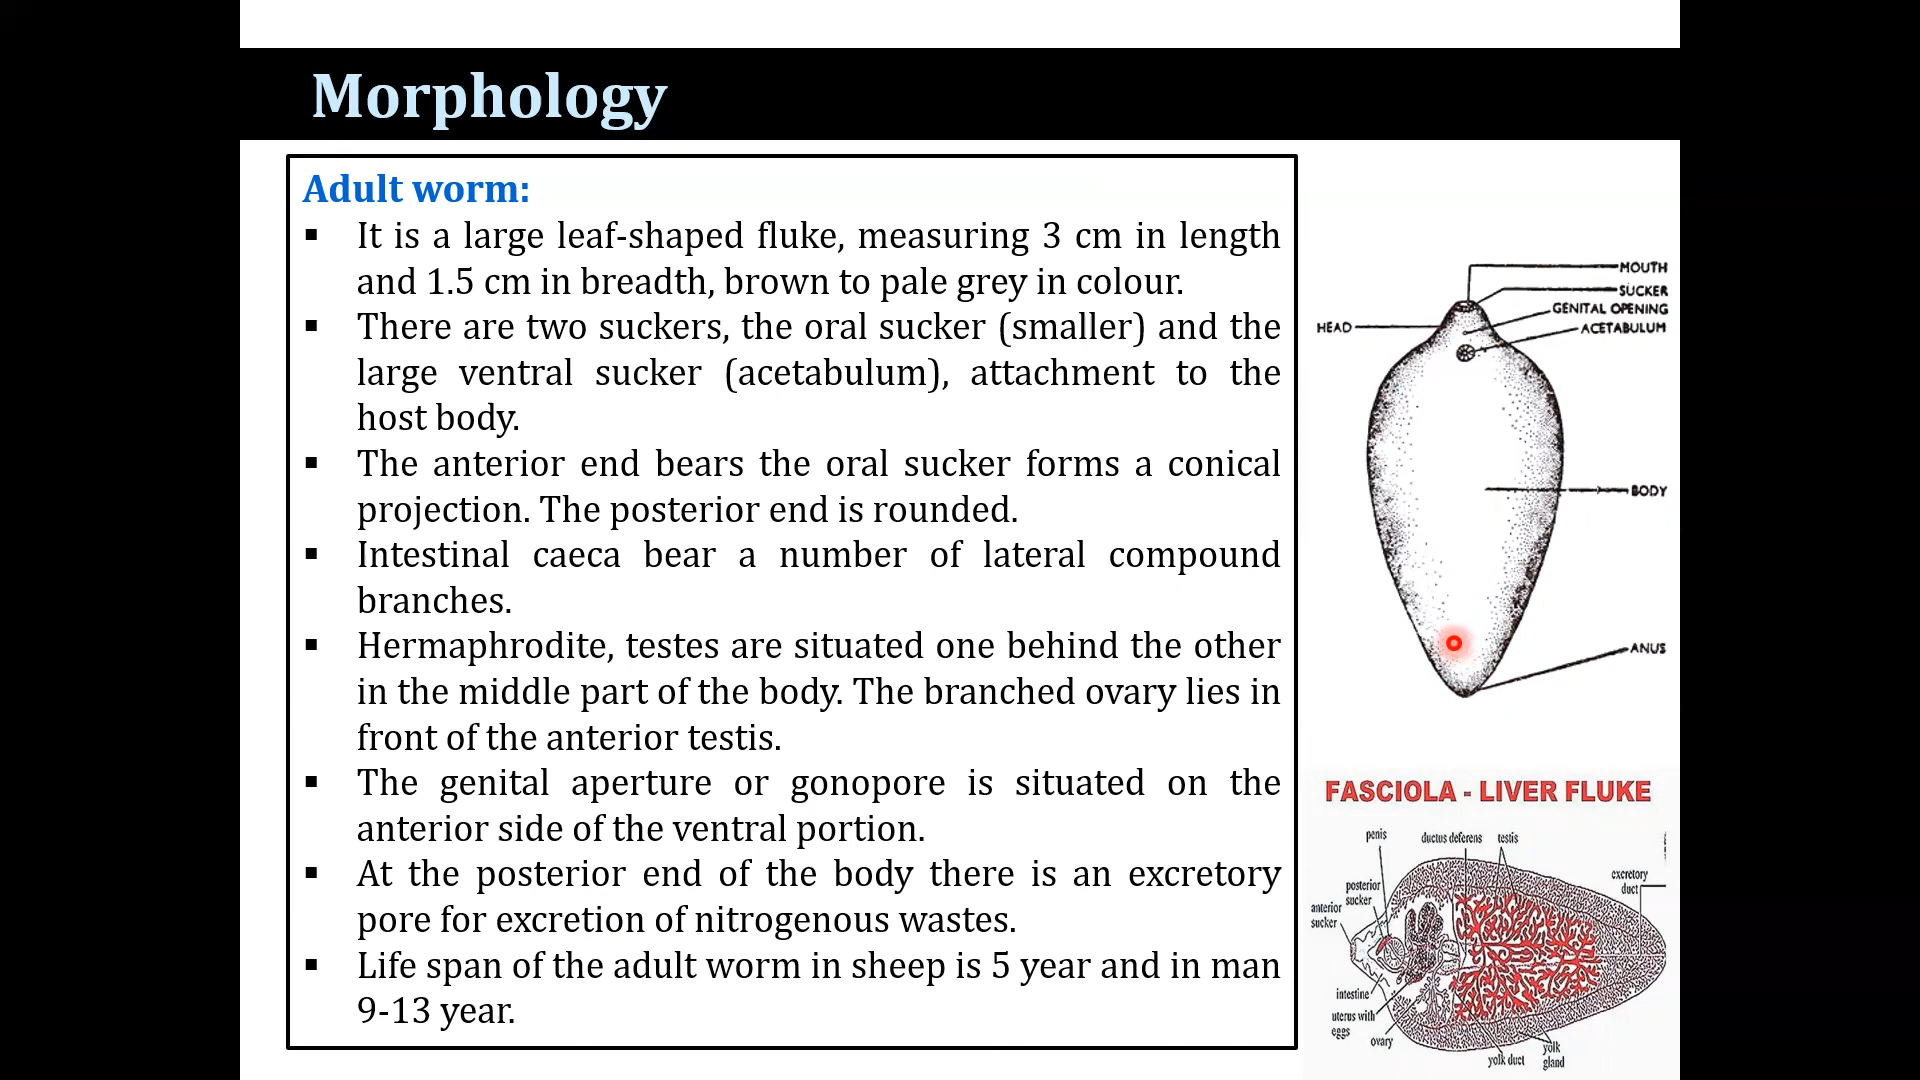 Morphology
Adult worm:
▪ It is a large leaf-shaped fluke, measuring 3 cm in length
and 1.5 cm in breadth, brown to pale grey in colour.
▪ There are two suckers, the oral sucker (smaller) and the
large ventral sucker (acetabulum), attachment to the
host body.
▪ The anterior end bears the oral sucker forms a conical
projection. The posterior end is rounded.
▪ Intestinal caeca bear a number of lateral compound
branches.
▪ Hermaphrodite, testes are situated one behind the other
in the middle part of the body. The branched ovary lies in
front of the anterior testis.
▪ The genital aperture or gonopore is situated on the
anterior side of the ventral portion.
▪ At the posterior end of the body there is an excretory
pore for excretion of nitrogenous wastes.
▪ Life span of the adult worm in sheep is 5 year and in man
9-13 year.
MOUTH
SUCKER
GENITAL OPENING
HEAD
ACETABULUM
BODY
ANUS
FASCIOLA - LIVER FLUKE
penis
ductus deferens
testis
excretory
duct
posterior
sucker
anterior
sucker
intestine
uterus with
eggs
ovary
yolk duct
yolk
gland